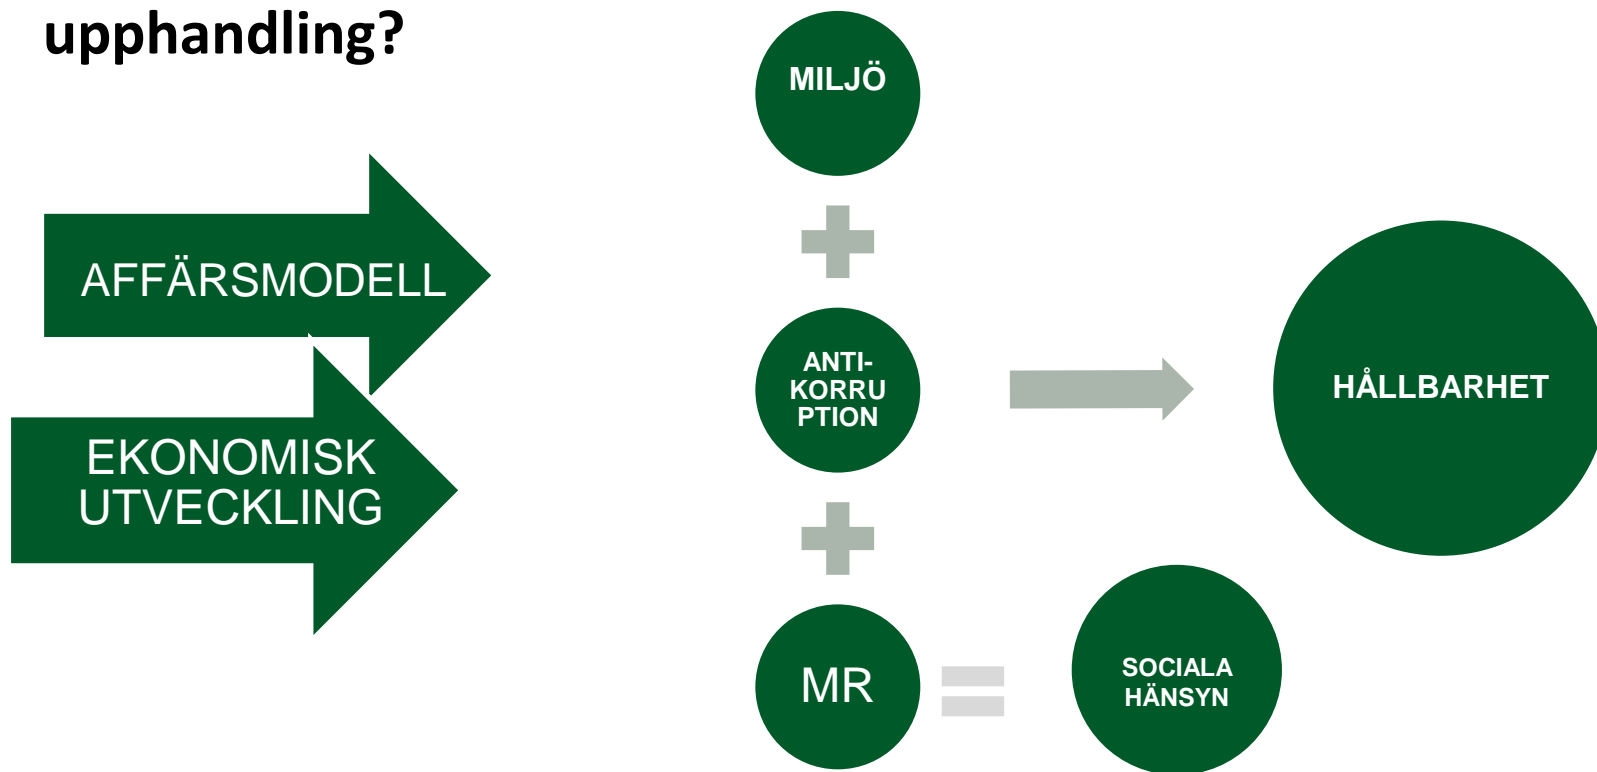 upphandling?
MILJÖ
AFFÄRSMODELL
ANTI-
KORRU
PTION
HÅLLBARHET
EKONOMISK
UTVECKLING
MR
SOCIALA
HÄNSYN